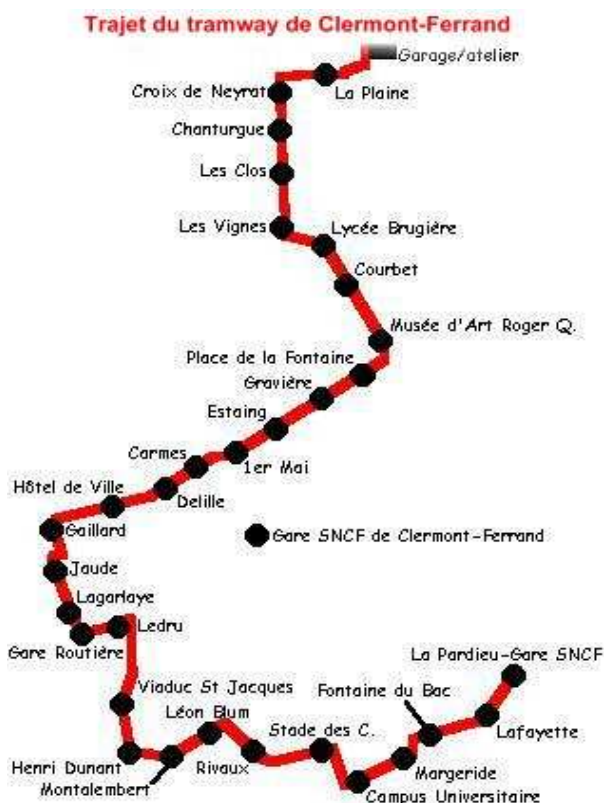 Trajet du tramway de Clermont-Ferrand
Garage/atelier
La Plaine
Croix de Neyrat
Chanturgue
Les Clos
Les Vignes
Lycée Brugière
Courbet
Musée d'Art Roger Q.
Place de la Fontaine
Gravière
Estaing
1er Mai
Carmes
Delille
Hôtel de Ville
Gaillard
Gare SNCF de Clermont-Ferrand
Jaude
Lagarlaye
Gare Routière
Ledru
Viaduc St Jacques
Henri Dunant
Montalembert
Léon Blum
Rivaux
Stade des C.
Campus Universitaire
Margeride
Fontaine du Bac
Lafayette
La Pardieu-Gare SNCF